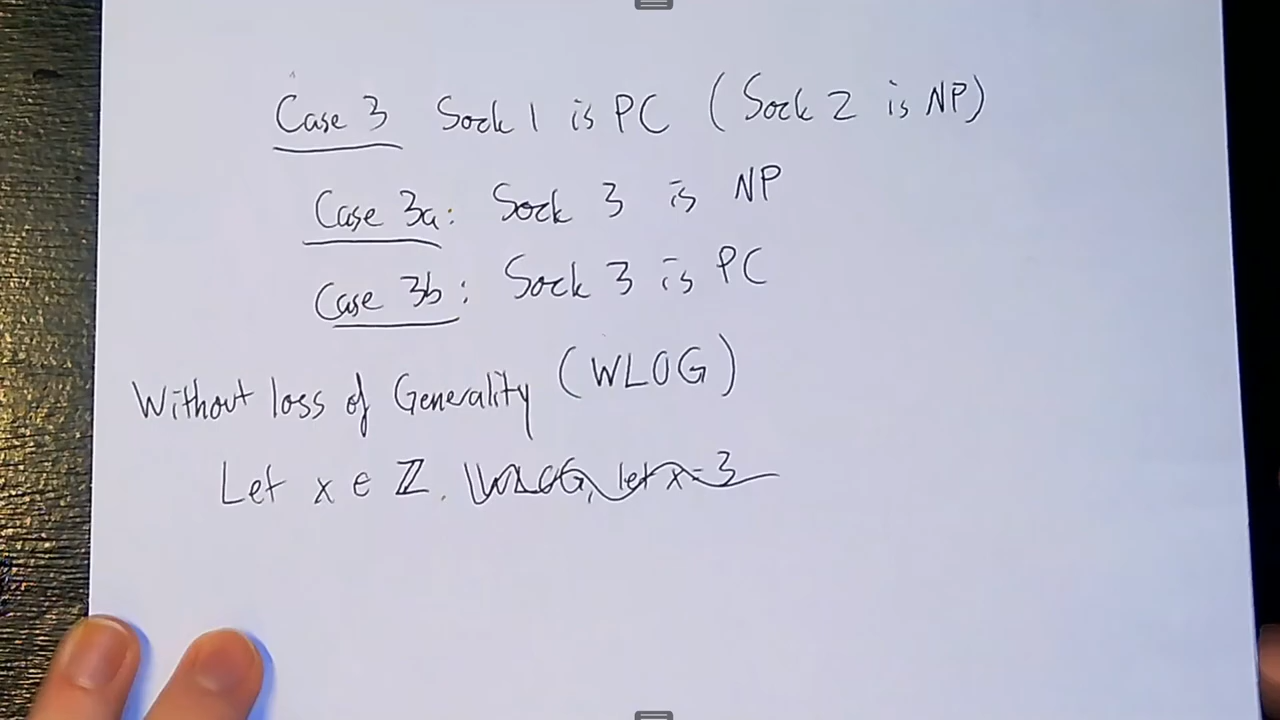 Case 3 Sock 1 is PC (Sock 2 is NP)
Case 3a: Sock 3 is NP
Case 3b: Sock 3 is PC
Without loss of Generality (WLOG)
Let x ∈ ℤ. WLOG, let x = 3